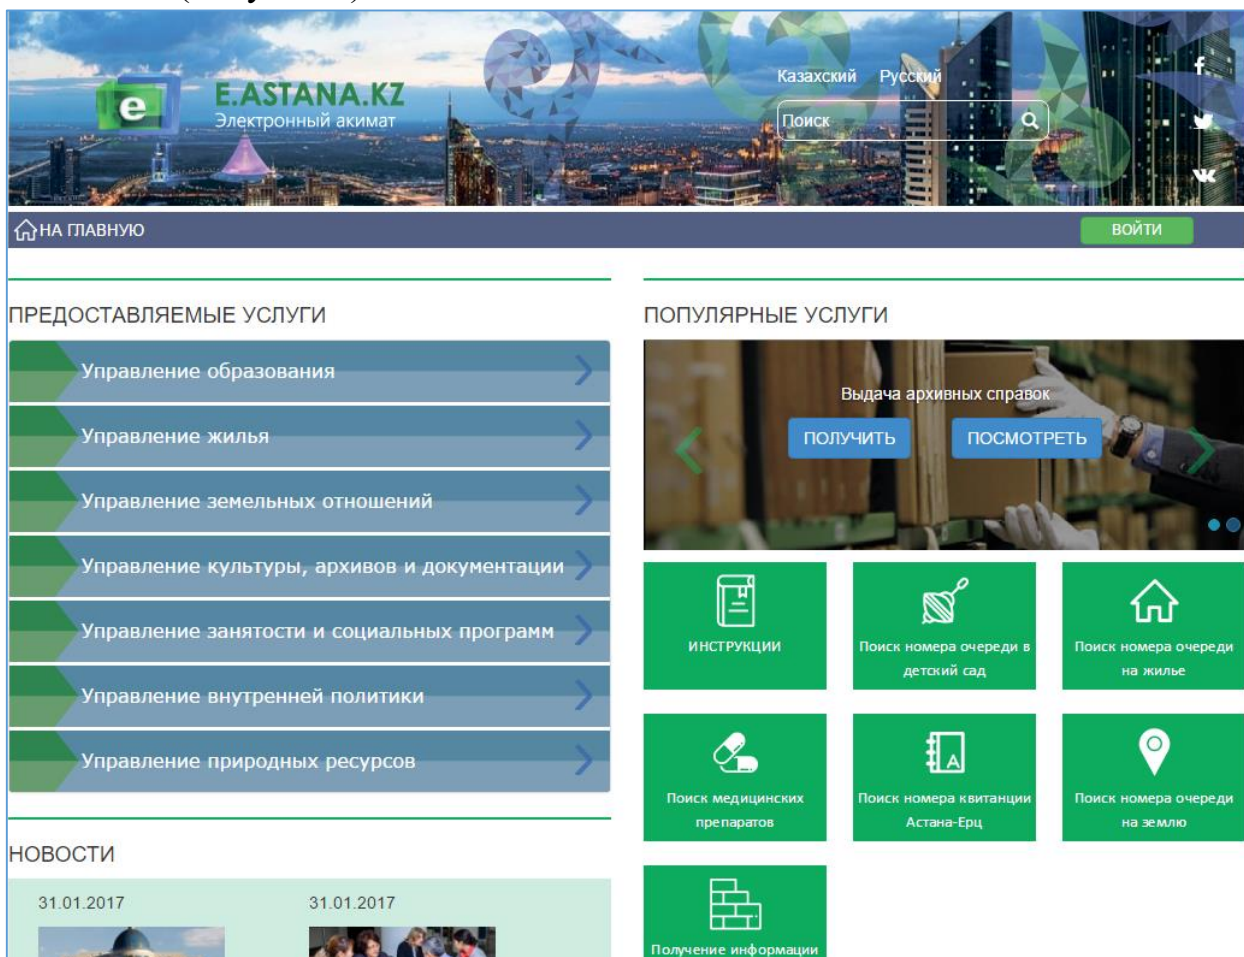 E.ASTANA.KZ
Электронный акимат
Казахский Русский
Поиск
НА ГЛАВНУЮ
ВОЙТИ
ПРЕДОСТАВЛЯЕМЫЕ УСЛУГИ
Управление образования
Управление жилья
Управление земельных отношений
Управление культуры, архивов и документации
Управление занятости и социальных программ
Управление внутренней политики
Управление природных ресурсов
НОВОСТИ
31.01.2017
31.01.2017
ПОПУЛЯРНЫЕ УСЛУГИ
Выдача архивных справок
ПОЛУЧИТЬ
ПОСМОТРЕТЬ
ИНСТРУКЦИИ
Поиск номера очереди в
детский сад
Поиск номера очереди
на жилье
Поиск медицинских
препаратов
Поиск номера квитанции
Астана-Ерц
Поиск номера очереди
на землю
Получение информации